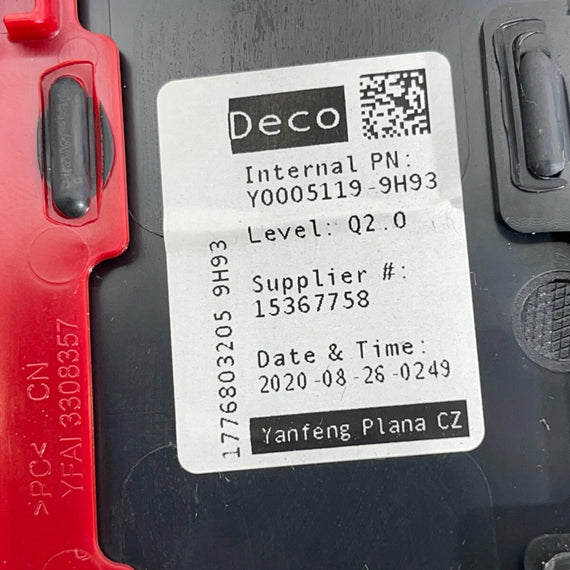 Deco
Internal PN:
Y0005119-9H93
Level: Q2.0
Supplier #:
15367758
Date & Time:
2020-08-26-0249
Yanfeng Plana CZ
1776803205 9H93
>PC< CN
YFAI 3308357